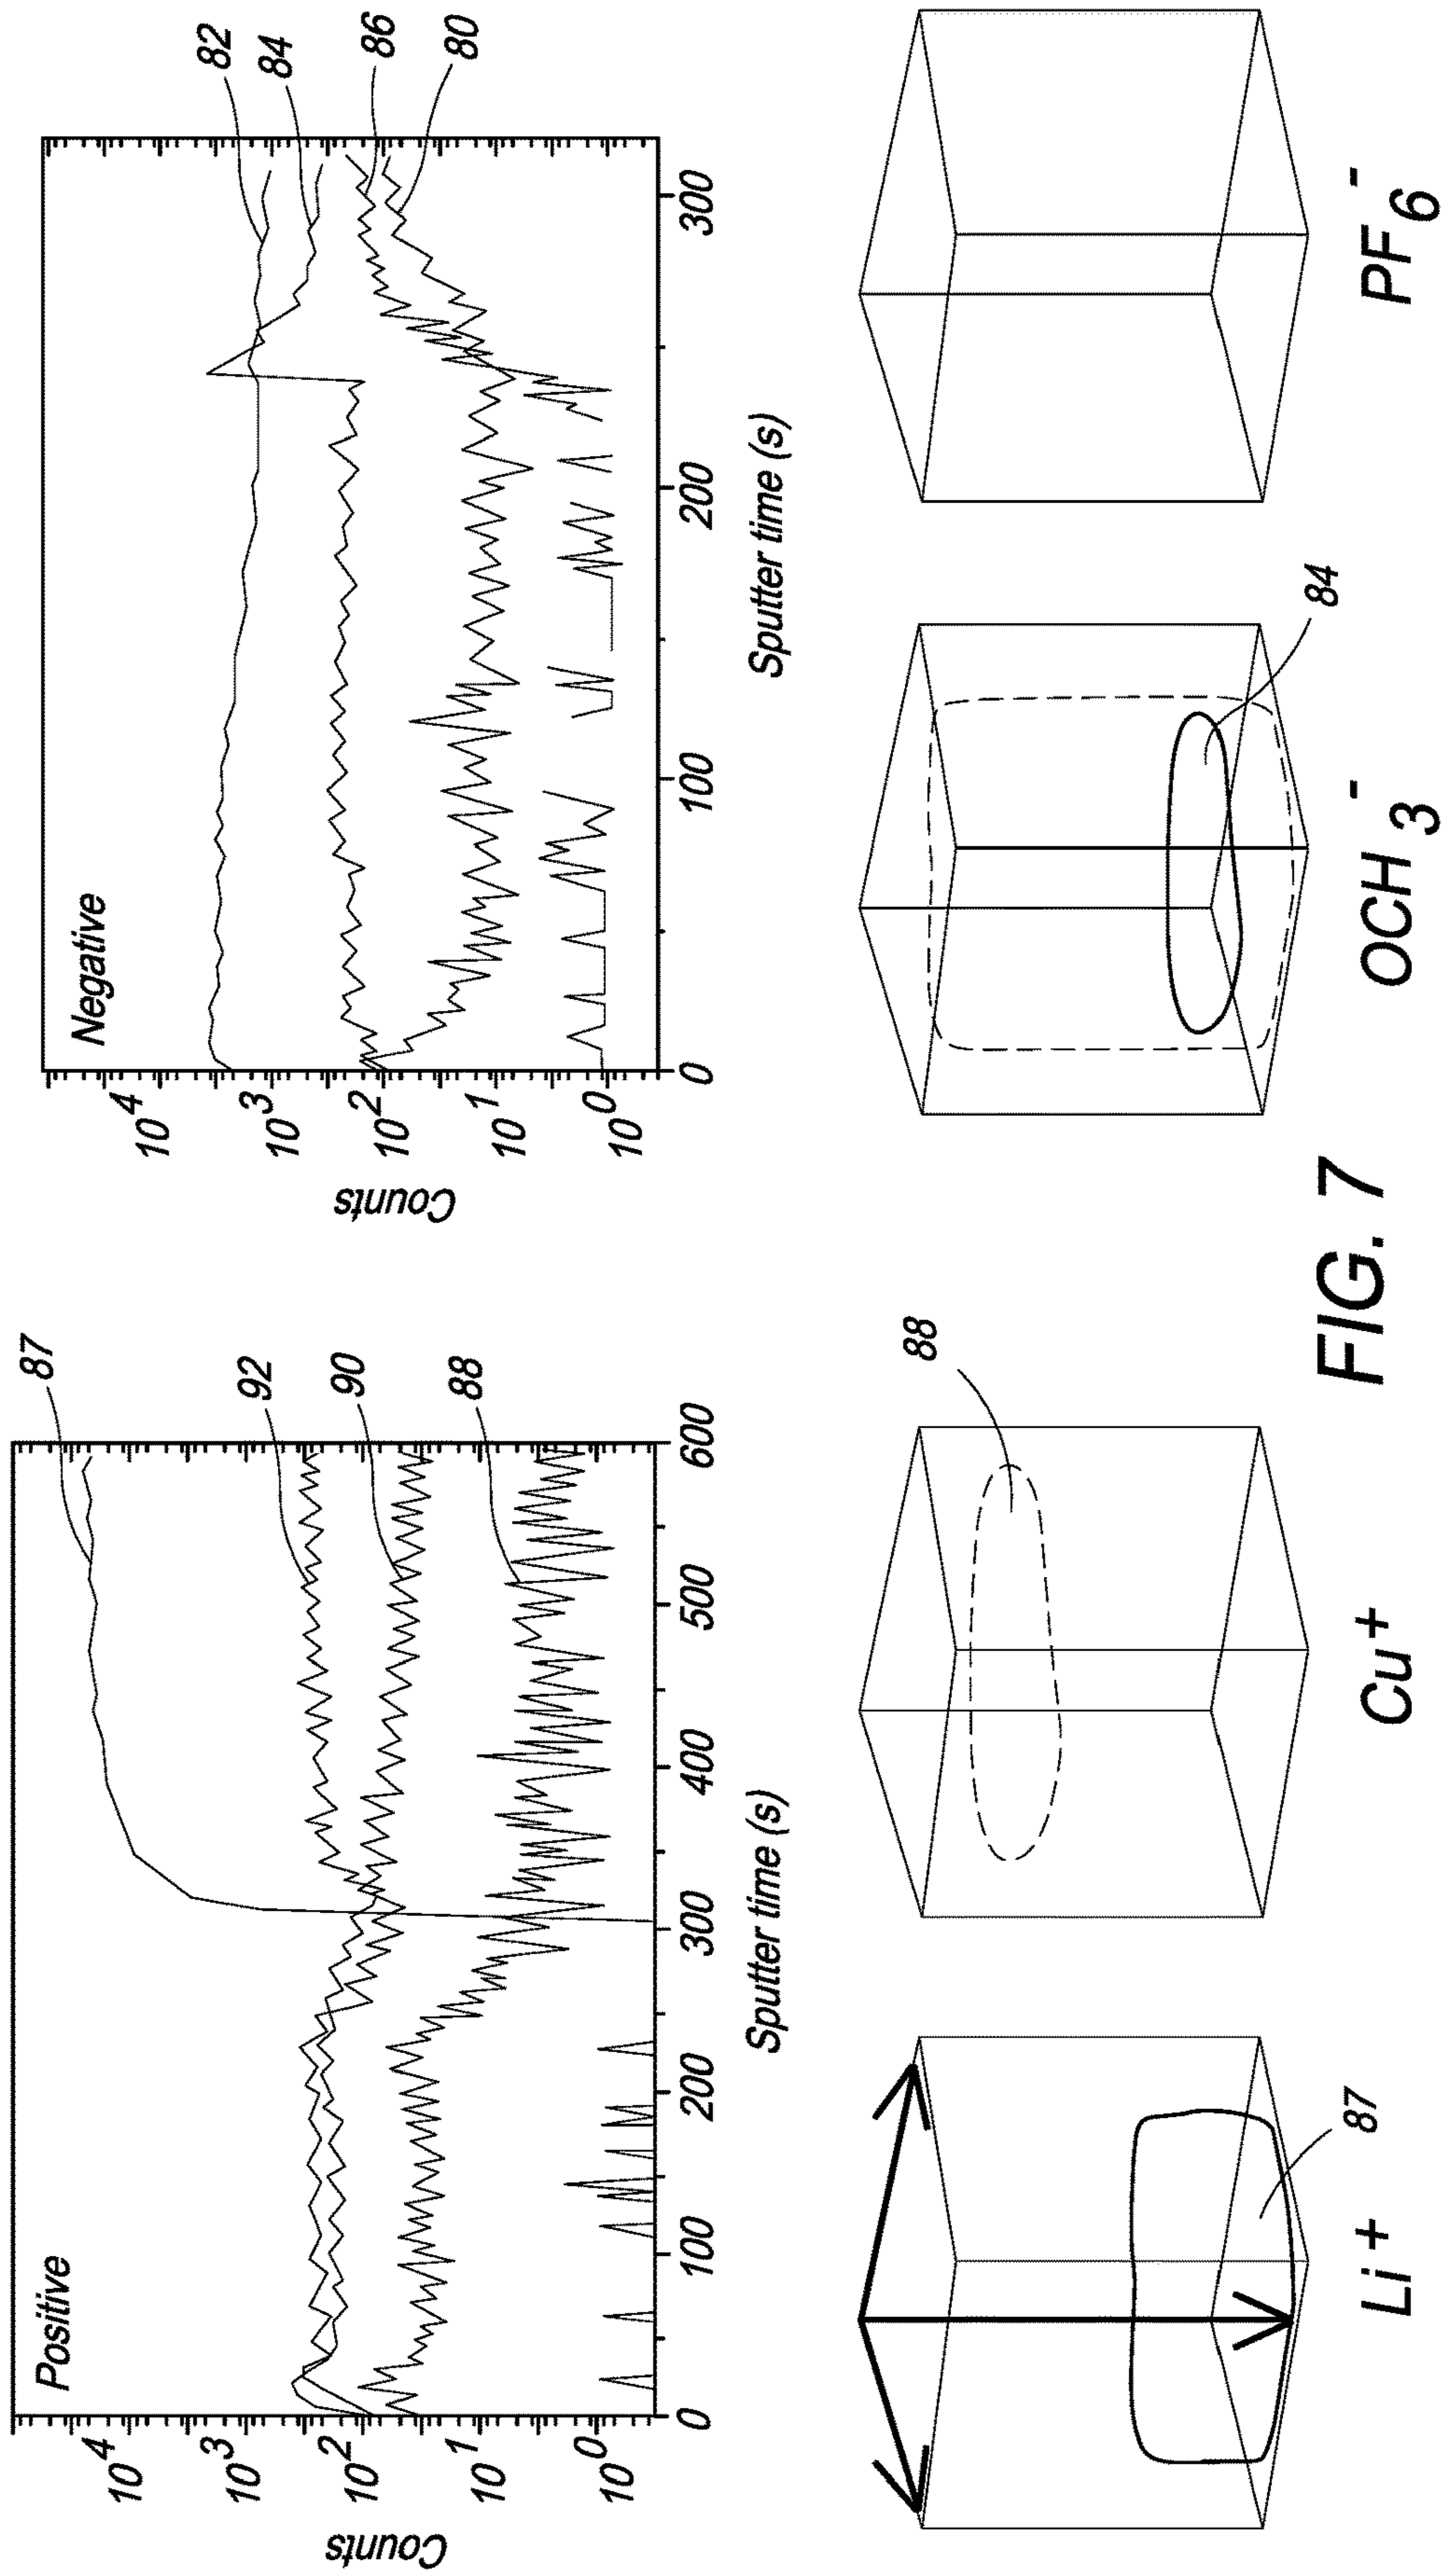 Positive
Counts
10^4
10^3
10^2
10^1
10^0
0
100
200
300
400
500
600
Sputter time (s)
87
92
90
88
Negative
Counts
10^4
10^3
10^2
10^1
10^0
0
100
200
300
Sputter time (s)
82
84
86
80
87
Li+
88
Cu+
84
OCH3-
PF6-
FIG. 7